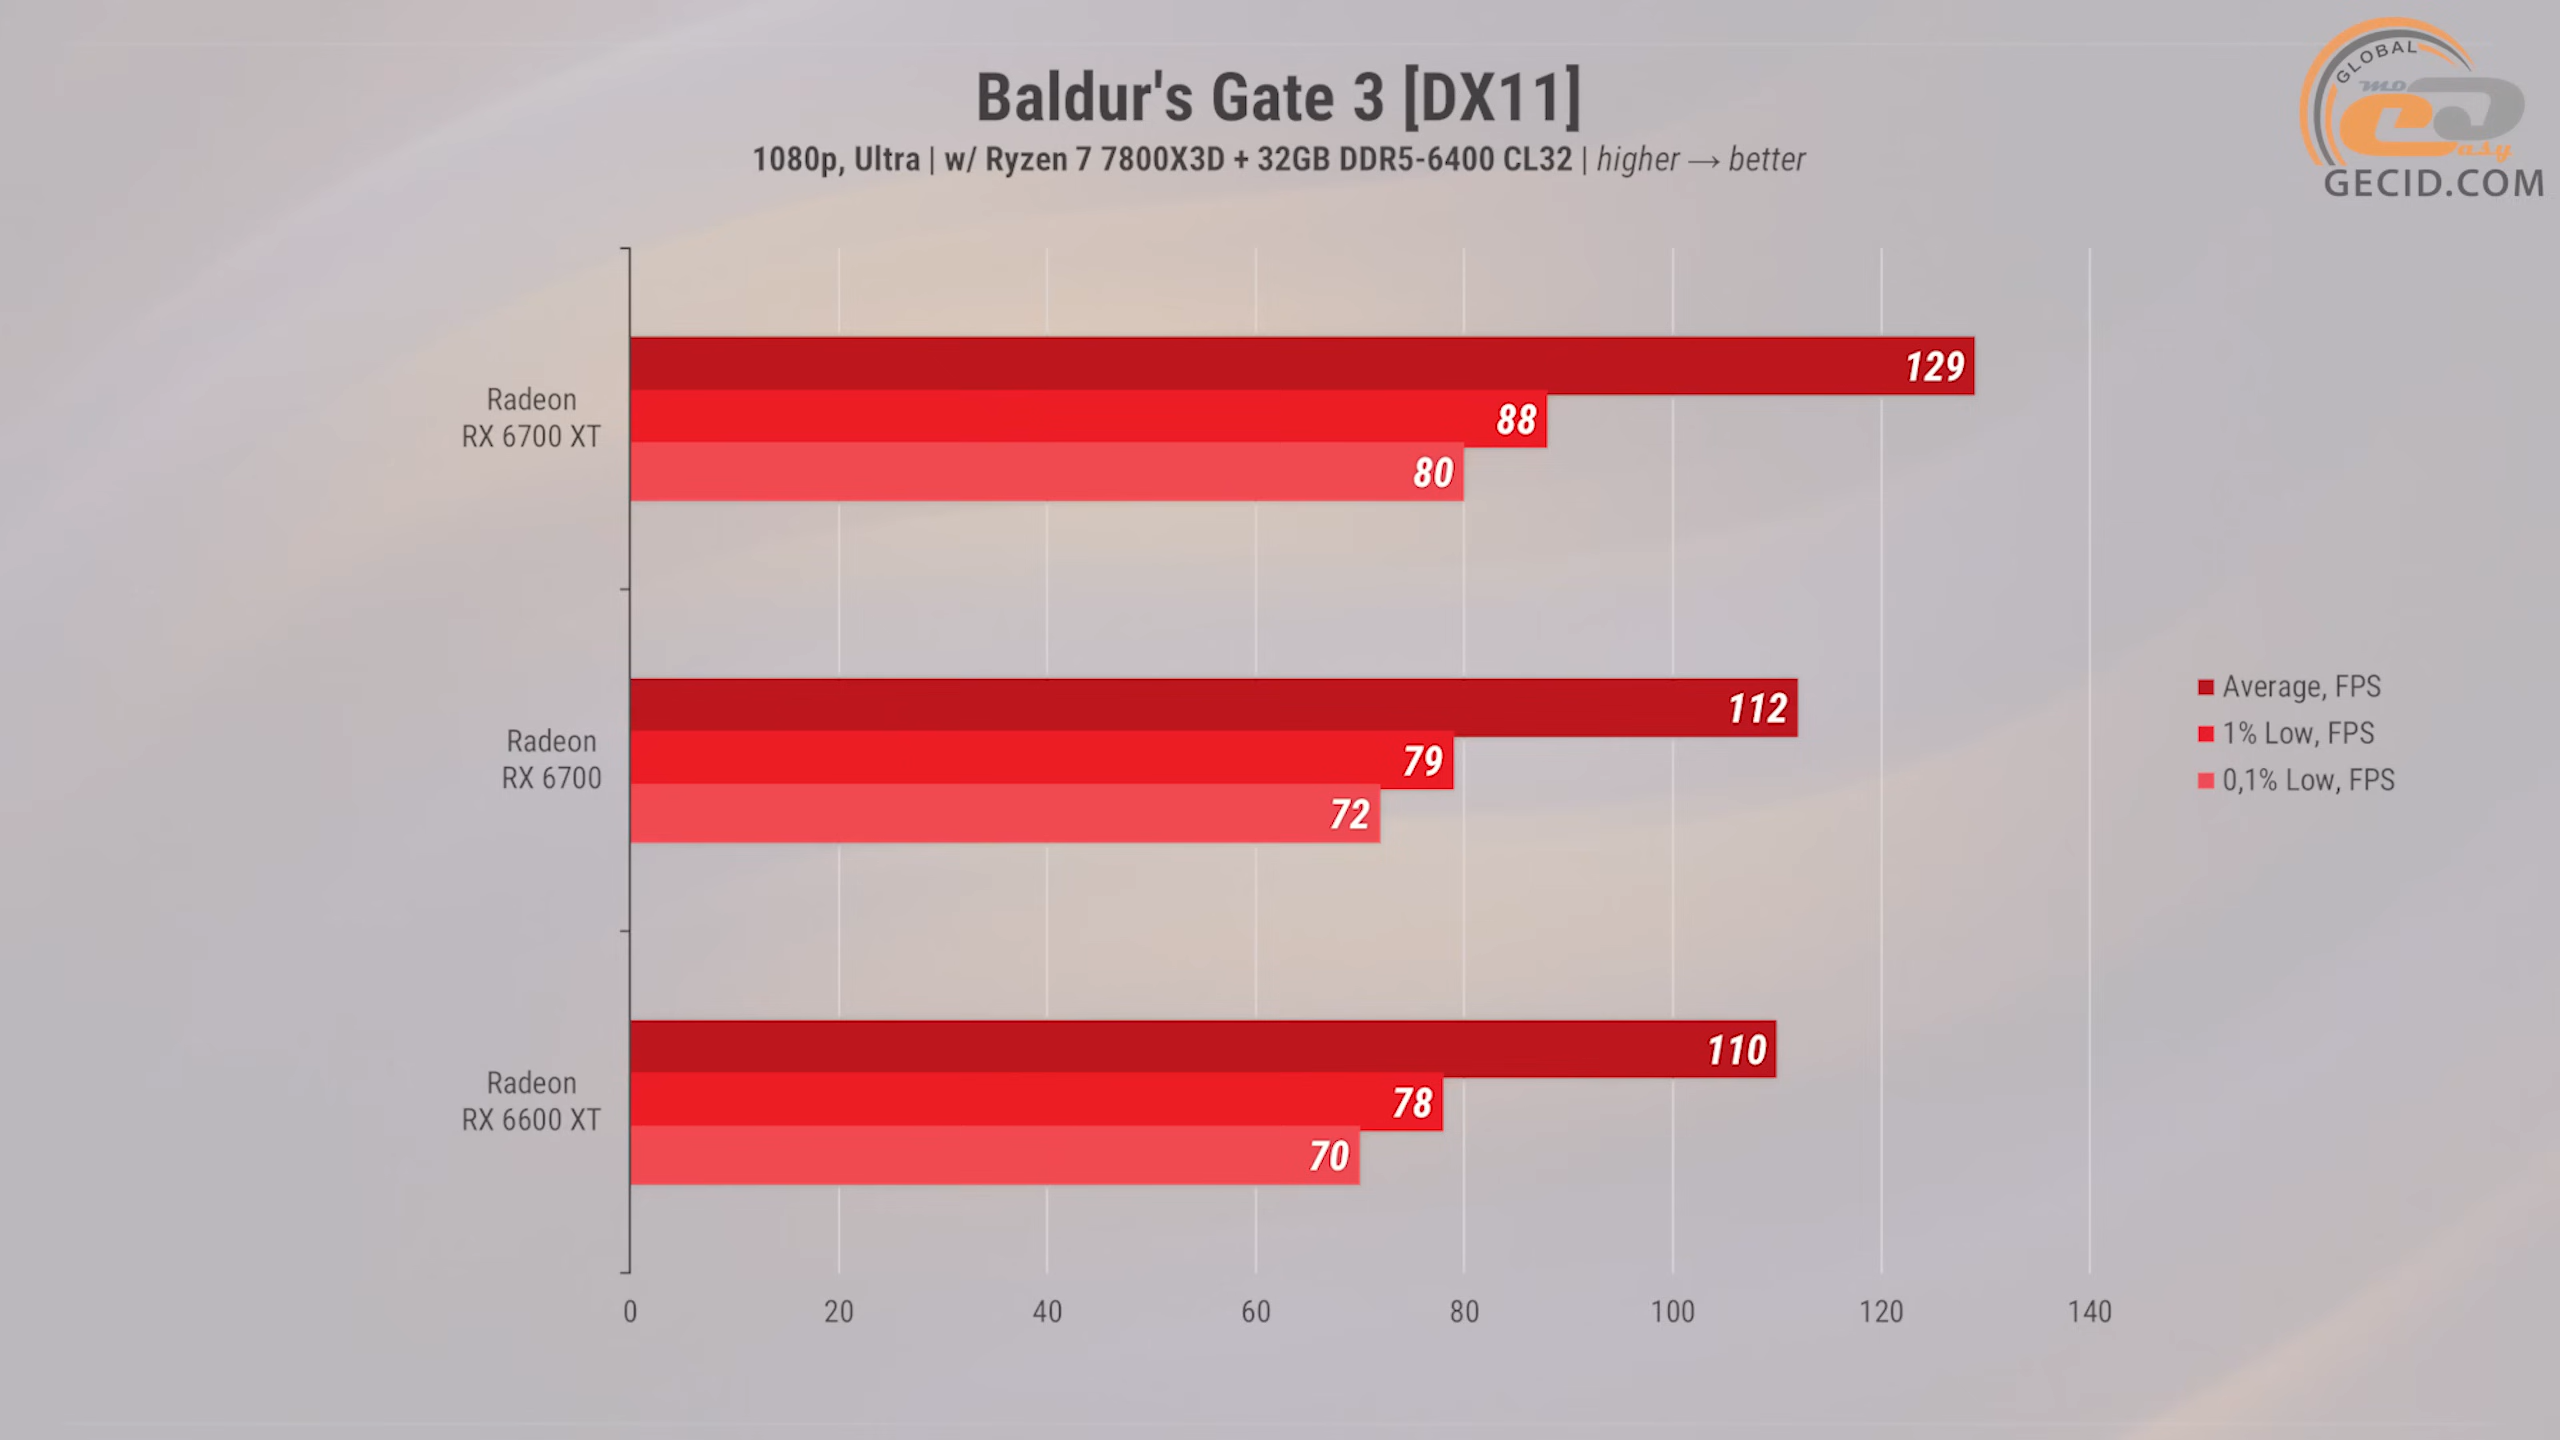 GLOBAL
mo
easy
GECID.COM
Baldur's Gate 3 [DX11]
1080p, Ultra | w/ Ryzen 7 7800X3D + 32GB DDR5-6400 CL32 | higher → better
Radeon
RX 6700 XT
129
88
80
Radeon
RX 6700
112
79
72
Radeon
RX 6600 XT
110
78
70
Average, FPS
1% Low, FPS
0,1% Low, FPS
0 20 40 60 80 100 120 140